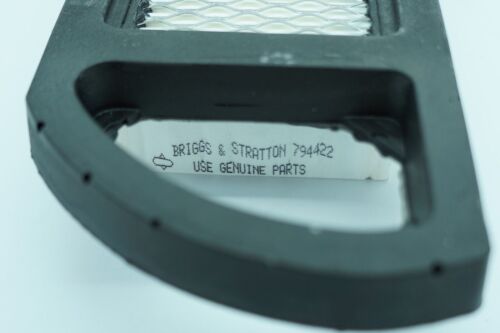 BRIGGS & STRATTON 794422
USE GENUINE PARTS